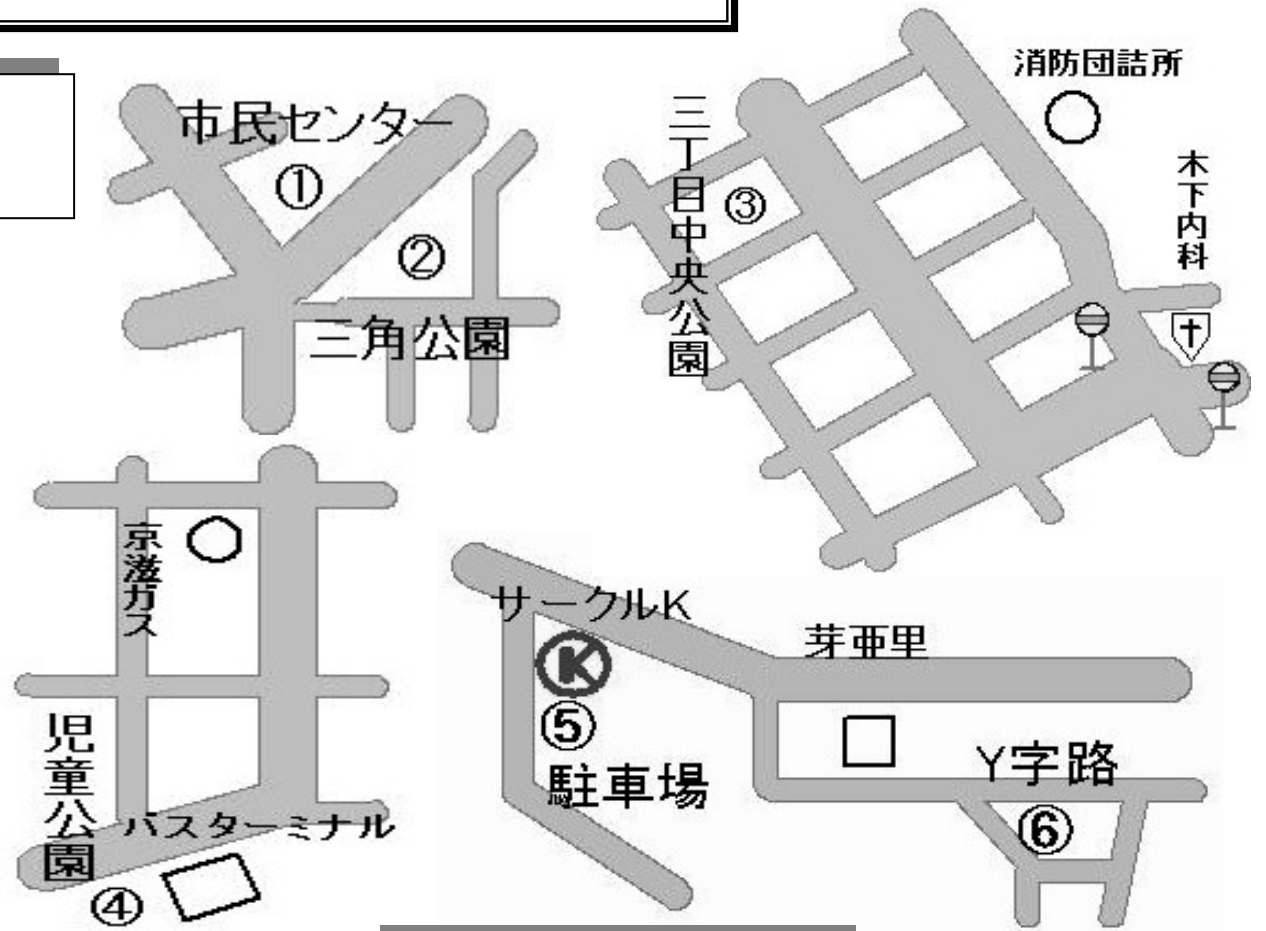 市民センター
①
②
三角公園
消防団詰所
三丁目中央公園
③
木下内科
京滋ガス
児童公園
バスターミナル
④
サークルK
K
⑤
駐車場
芽亜里
Y字路
⑥